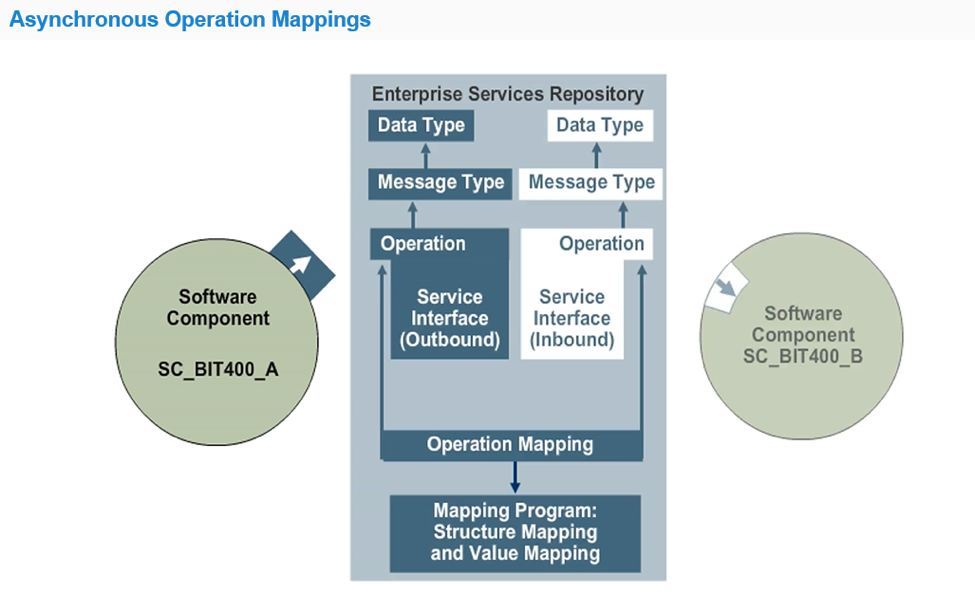 Asynchronous Operation Mappings
Enterprise Services Repository
Data Type
Data Type
Message Type
Message Type
Operation
Operation
Service
Interface
(Outbound)
Service
Interface
(Inbound)
Software
Component
SC_BIT400_A
Software
Component
SC_BIT400_B
Operation Mapping
Mapping Program:
Structure Mapping
and Value Mapping